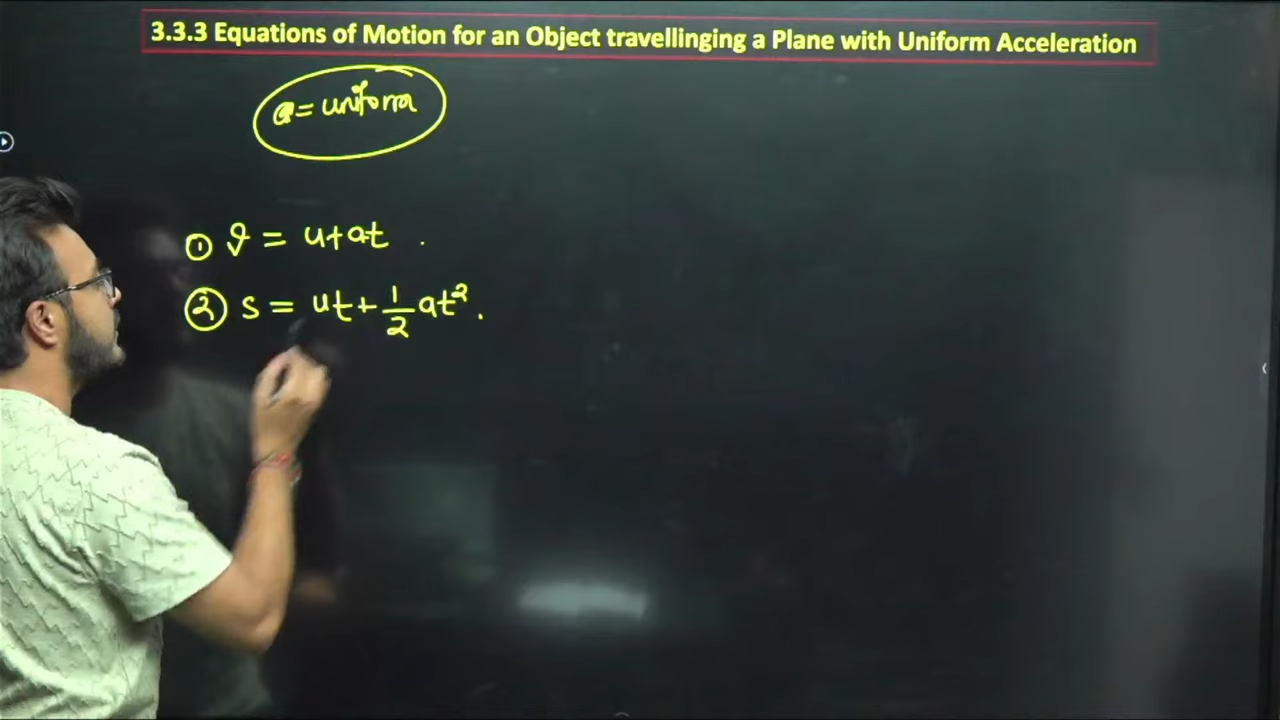 3.3.3 Equations of Motion for an Object travellinging a Plane with Uniform Acceleration
a = uniform
① v = u+at .
② s = ut + 1/2 at² .